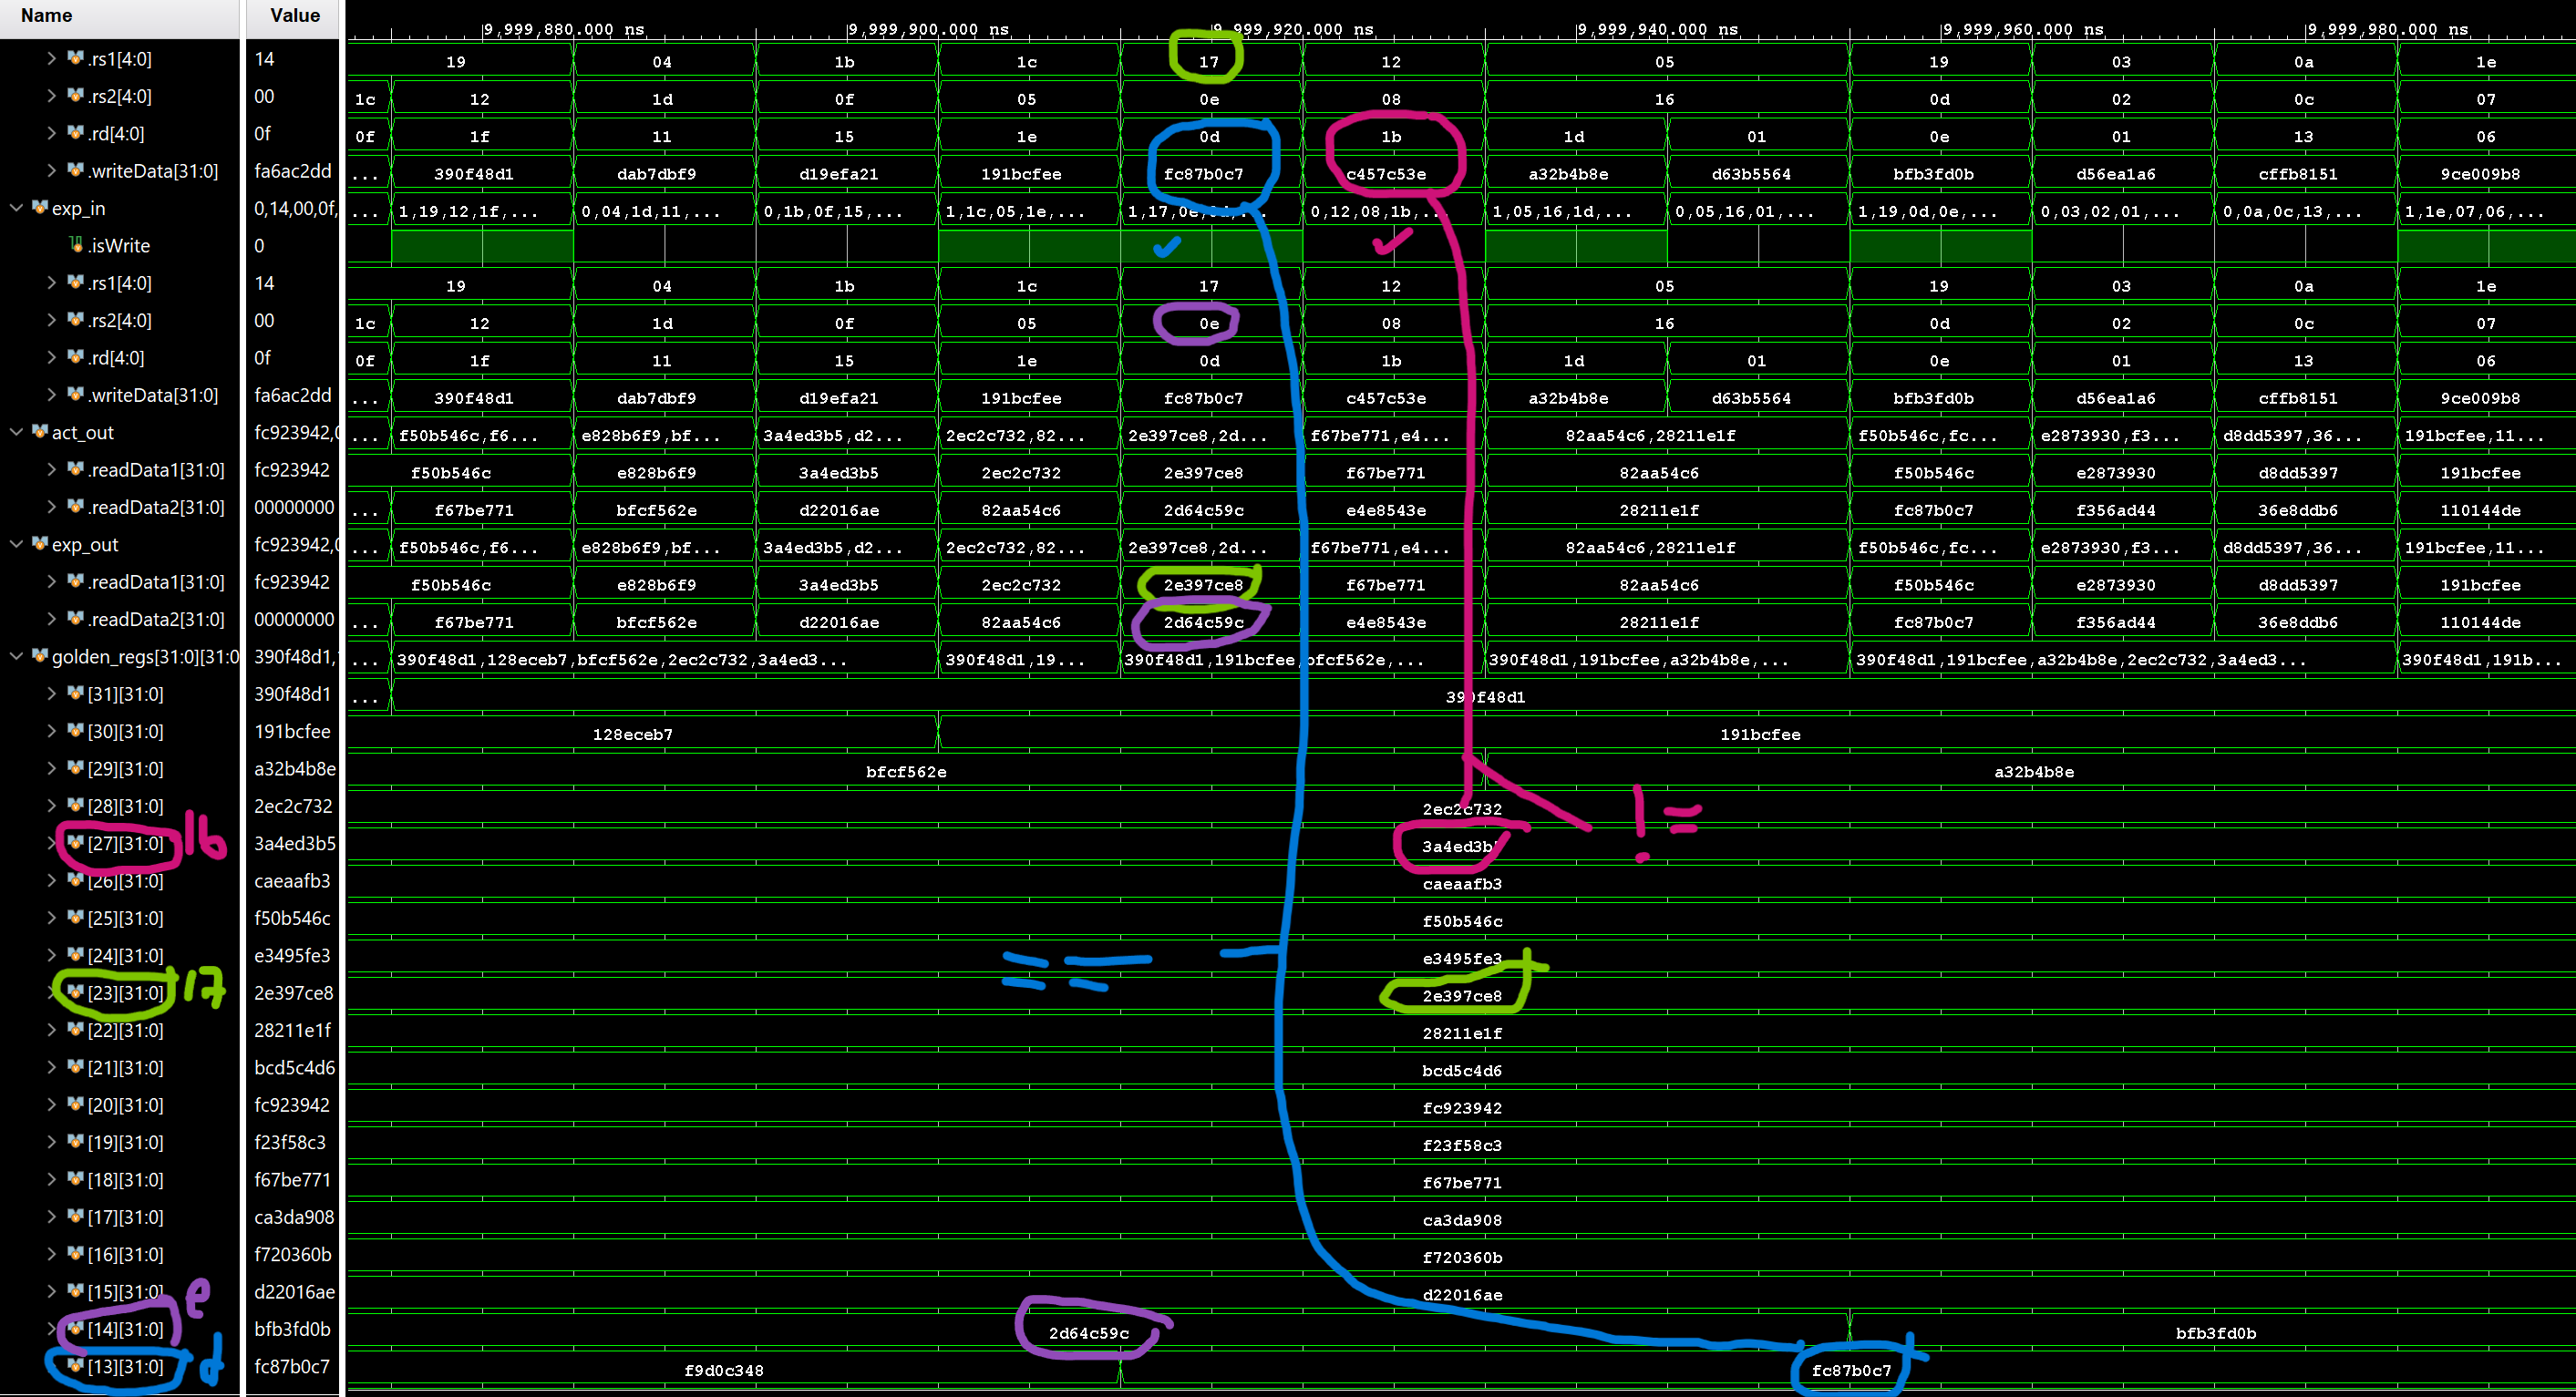 Name Value
9,999,880.000 ns 9,999,900.000 ns 9,999,920.000 ns 9,999,940.000 ns 9,999,960.000 ns 9,999,980.000 ns
.rs1[4:0] 14 19 04 1b 1c 17 12 05 19 03 0a 1e
.rs2[4:0] 00 1c 12 1d 0f 05 0e 08 16 0d 02 0c 07
.rd[4:0] 0f 0f 1f 11 15 1e 0d 1b 1d 01 0e 01 13 06
.writeData[31:0] fa6ac2dd ... 390f48d1 dab7dbf9 d19efa21 191bcfee fc87b0c7 c457c53e a32b4b8e d63b5564 bfb3fd0b d56ea1a6 cffb8151 9ce009b8
exp_in 0,14,00,0f, ... 1,19,12,1f,... 0,04,1d,11,... 0,1b,0f,15,... 1,1c,05,1e,... 1,17,0e,0d,... 0,12,08,1b,... 1,05,16,1d,... 0,05,16,01,... 1,19,0d,0e,... 0,03,02,01,... 0,0a,0c,13,... 1,1e,07,06,...
.isWrite 0
.rs1[4:0] 14 19 04 1b 1c 17 12 05 19 03 0a 1e
.rs2[4:0] 00 1c 12 1d 0f 05 0e 08 16 0d 02 0c 07
.rd[4:0] 0f 0f 1f 11 15 1e 0d 1b 1d 01 0e 01 13 06
.writeData[31:0] fa6ac2dd ... 390f48d1 dab7dbf9 d19efa21 191bcfee fc87b0c7 c457c53e a32b4b8e d63b5564 bfb3fd0b d56ea1a6 cffb8151 9ce009b8
act_out fc923942,0 ... f50b546c,f6... e828b6f9,bf... 3a4ed3b5,d2... 2ec2c732,82... 2e397ce8,2d... f67be771,e4... 82aa54c6,28211e1f f50b546c,fc... e2873930,f3... d8dd5397,36... 191bcfee,11...
.readData1[31:0] fc923942 f50b546c e828b6f9 3a4ed3b5 2ec2c732 2e397ce8 f67be771 82aa54c6 f50b546c e2873930 d8dd5397 191bcfee
.readData2[31:0] 00000000 ... f67be771 bfcf562e d22016ae 82aa54c6 2d64c59c e4e8543e 28211e1f fc87b0c7 f356ad44 36e8ddb6 110144de
exp_out fc923942,0 ... f50b546c,f6... e828b6f9,bf... 3a4ed3b5,d2... 2ec2c732,82... 2e397ce8,2d... f67be771,e4... 82aa54c6,28211e1f f50b546c,fc... e2873930,f3... d8dd5397,36... 191bcfee,11...
.readData1[31:0] fc923942 f50b546c e828b6f9 3a4ed3b5 2ec2c732 2e397ce8 f67be771 82aa54c6 f50b546c e2873930 d8dd5397 191bcfee
.readData2[31:0] 00000000 ... f67be771 bfcf562e d22016ae 82aa54c6 2d64c59c e4e8543e 28211e1f fc87b0c7 f356ad44 36e8ddb6 110144de
golden_regs[31:0][31:0 390f48d1, ... 390f48d1,128eceb7,bfcf562e,2ec2c732,3a4ed3... 390f48d1,19... 390f48d1,191bcfee,bfcf562e,... 390f48d1,191bcfee,a32b4b8e,... 390f48d1,191bcfee,a32b4b8e,2ec2c732,3a4ed3... 390f48d1,191b...
[31][31:0] 390f48d1 ... 390f48d1
[30][31:0] 191bcfee 128eceb7 191bcfee
[29][31:0] a32b4b8e bfcf562e a32b4b8e
[28][31:0] 2ec2c732 2ec2c732 !=
[27][31:0] 1b 3a4ed3b5 3a4ed3b
[26][31:0] caeaafb3 caeaafb3
[25][31:0] f50b546c f50b546c
[24][31:0] e3495fe3 == e3495fe3
[23][31:0] 17 2e397ce8 2e397ce8
[22][31:0] 28211e1f 28211e1f
[21][31:0] bcd5c4d6 bcd5c4d6
[20][31:0] fc923942 fc923942
[19][31:0] f23f58c3 f23f58c3
[18][31:0] f67be771 f67be771
[17][31:0] ca3da908 ca3da908
[16][31:0] f720360b f720360b
[15][31:0] d22016ae d22016ae
[14][31:0] e bfb3fd0b 2d64c59c bfb3fd0b
[13][31:0] d fc87b0c7 f9d0c348 fc87b0c7